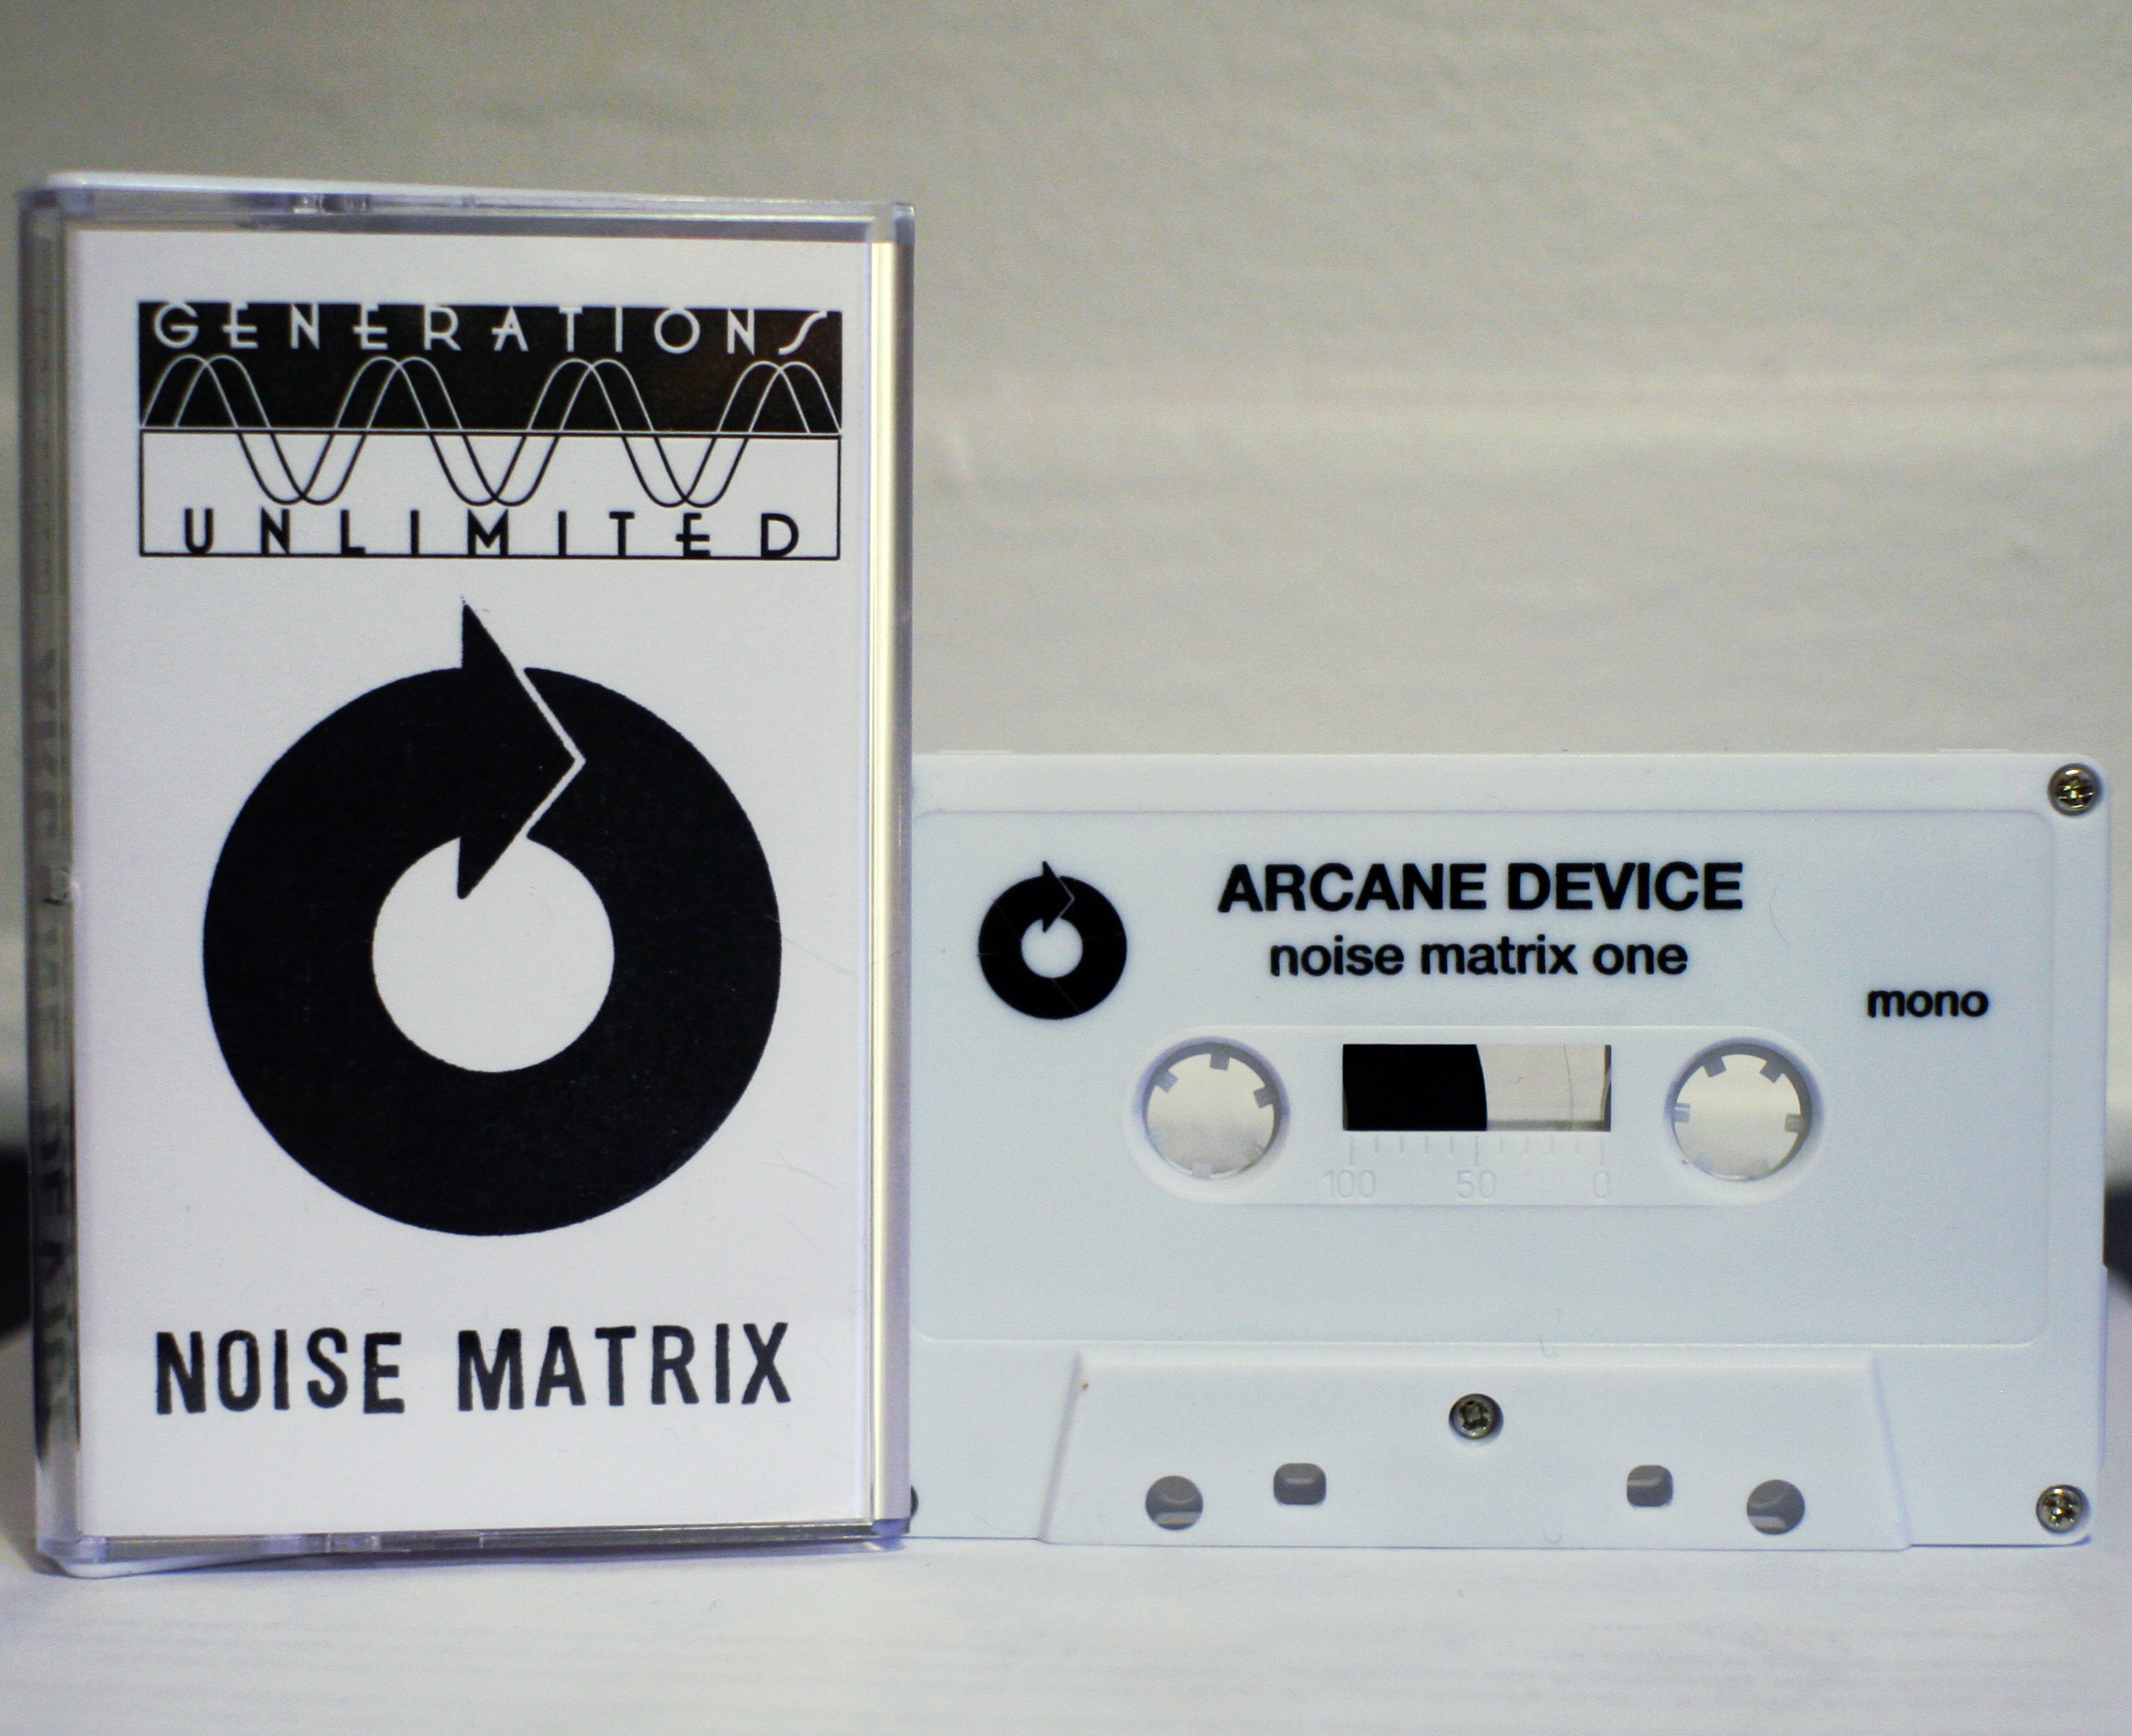 GENERATIONS
UNLIMITED
NOISE MATRIX
ARCANE DEVICE
noise matrix one
mono
100 50 0